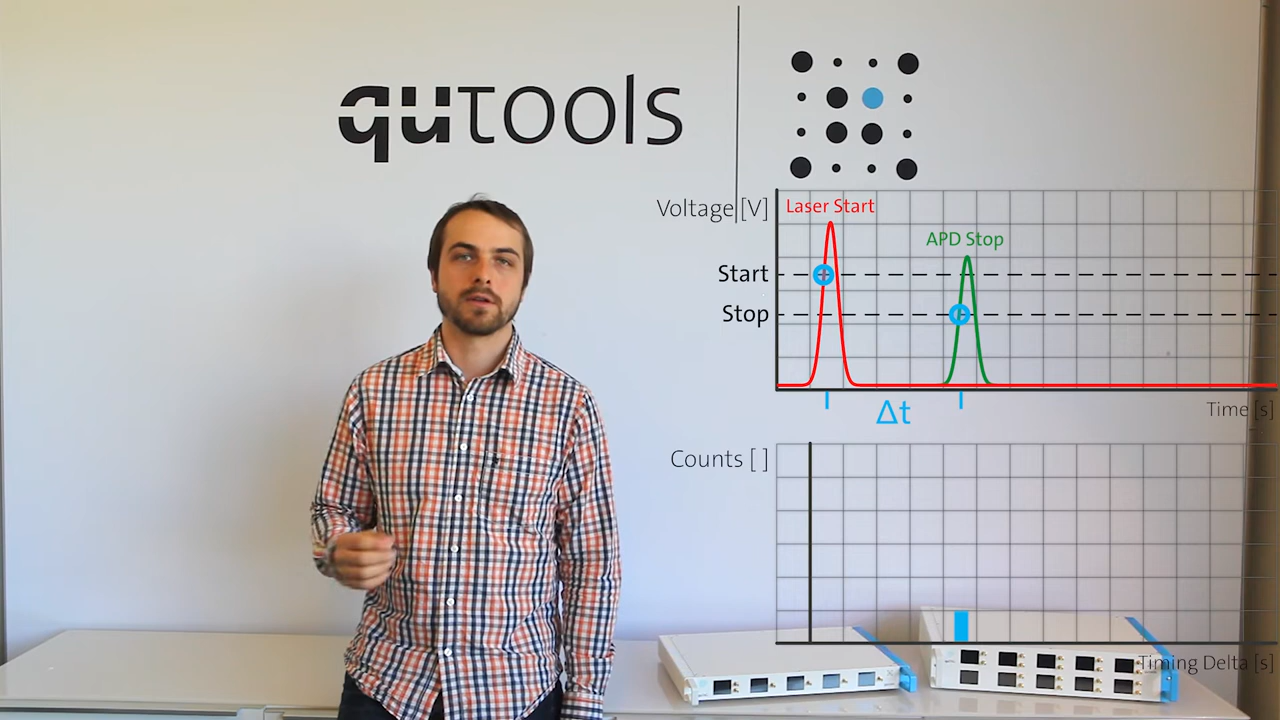 qutools
Voltage [V]
Laser Start
APD Stop
Start
Stop
Δt
Time [s]
Counts [ ]
Timing Delta [s]